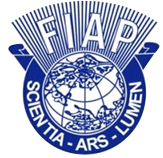 FIAP
SCIENTIA - ARS - LUMEN